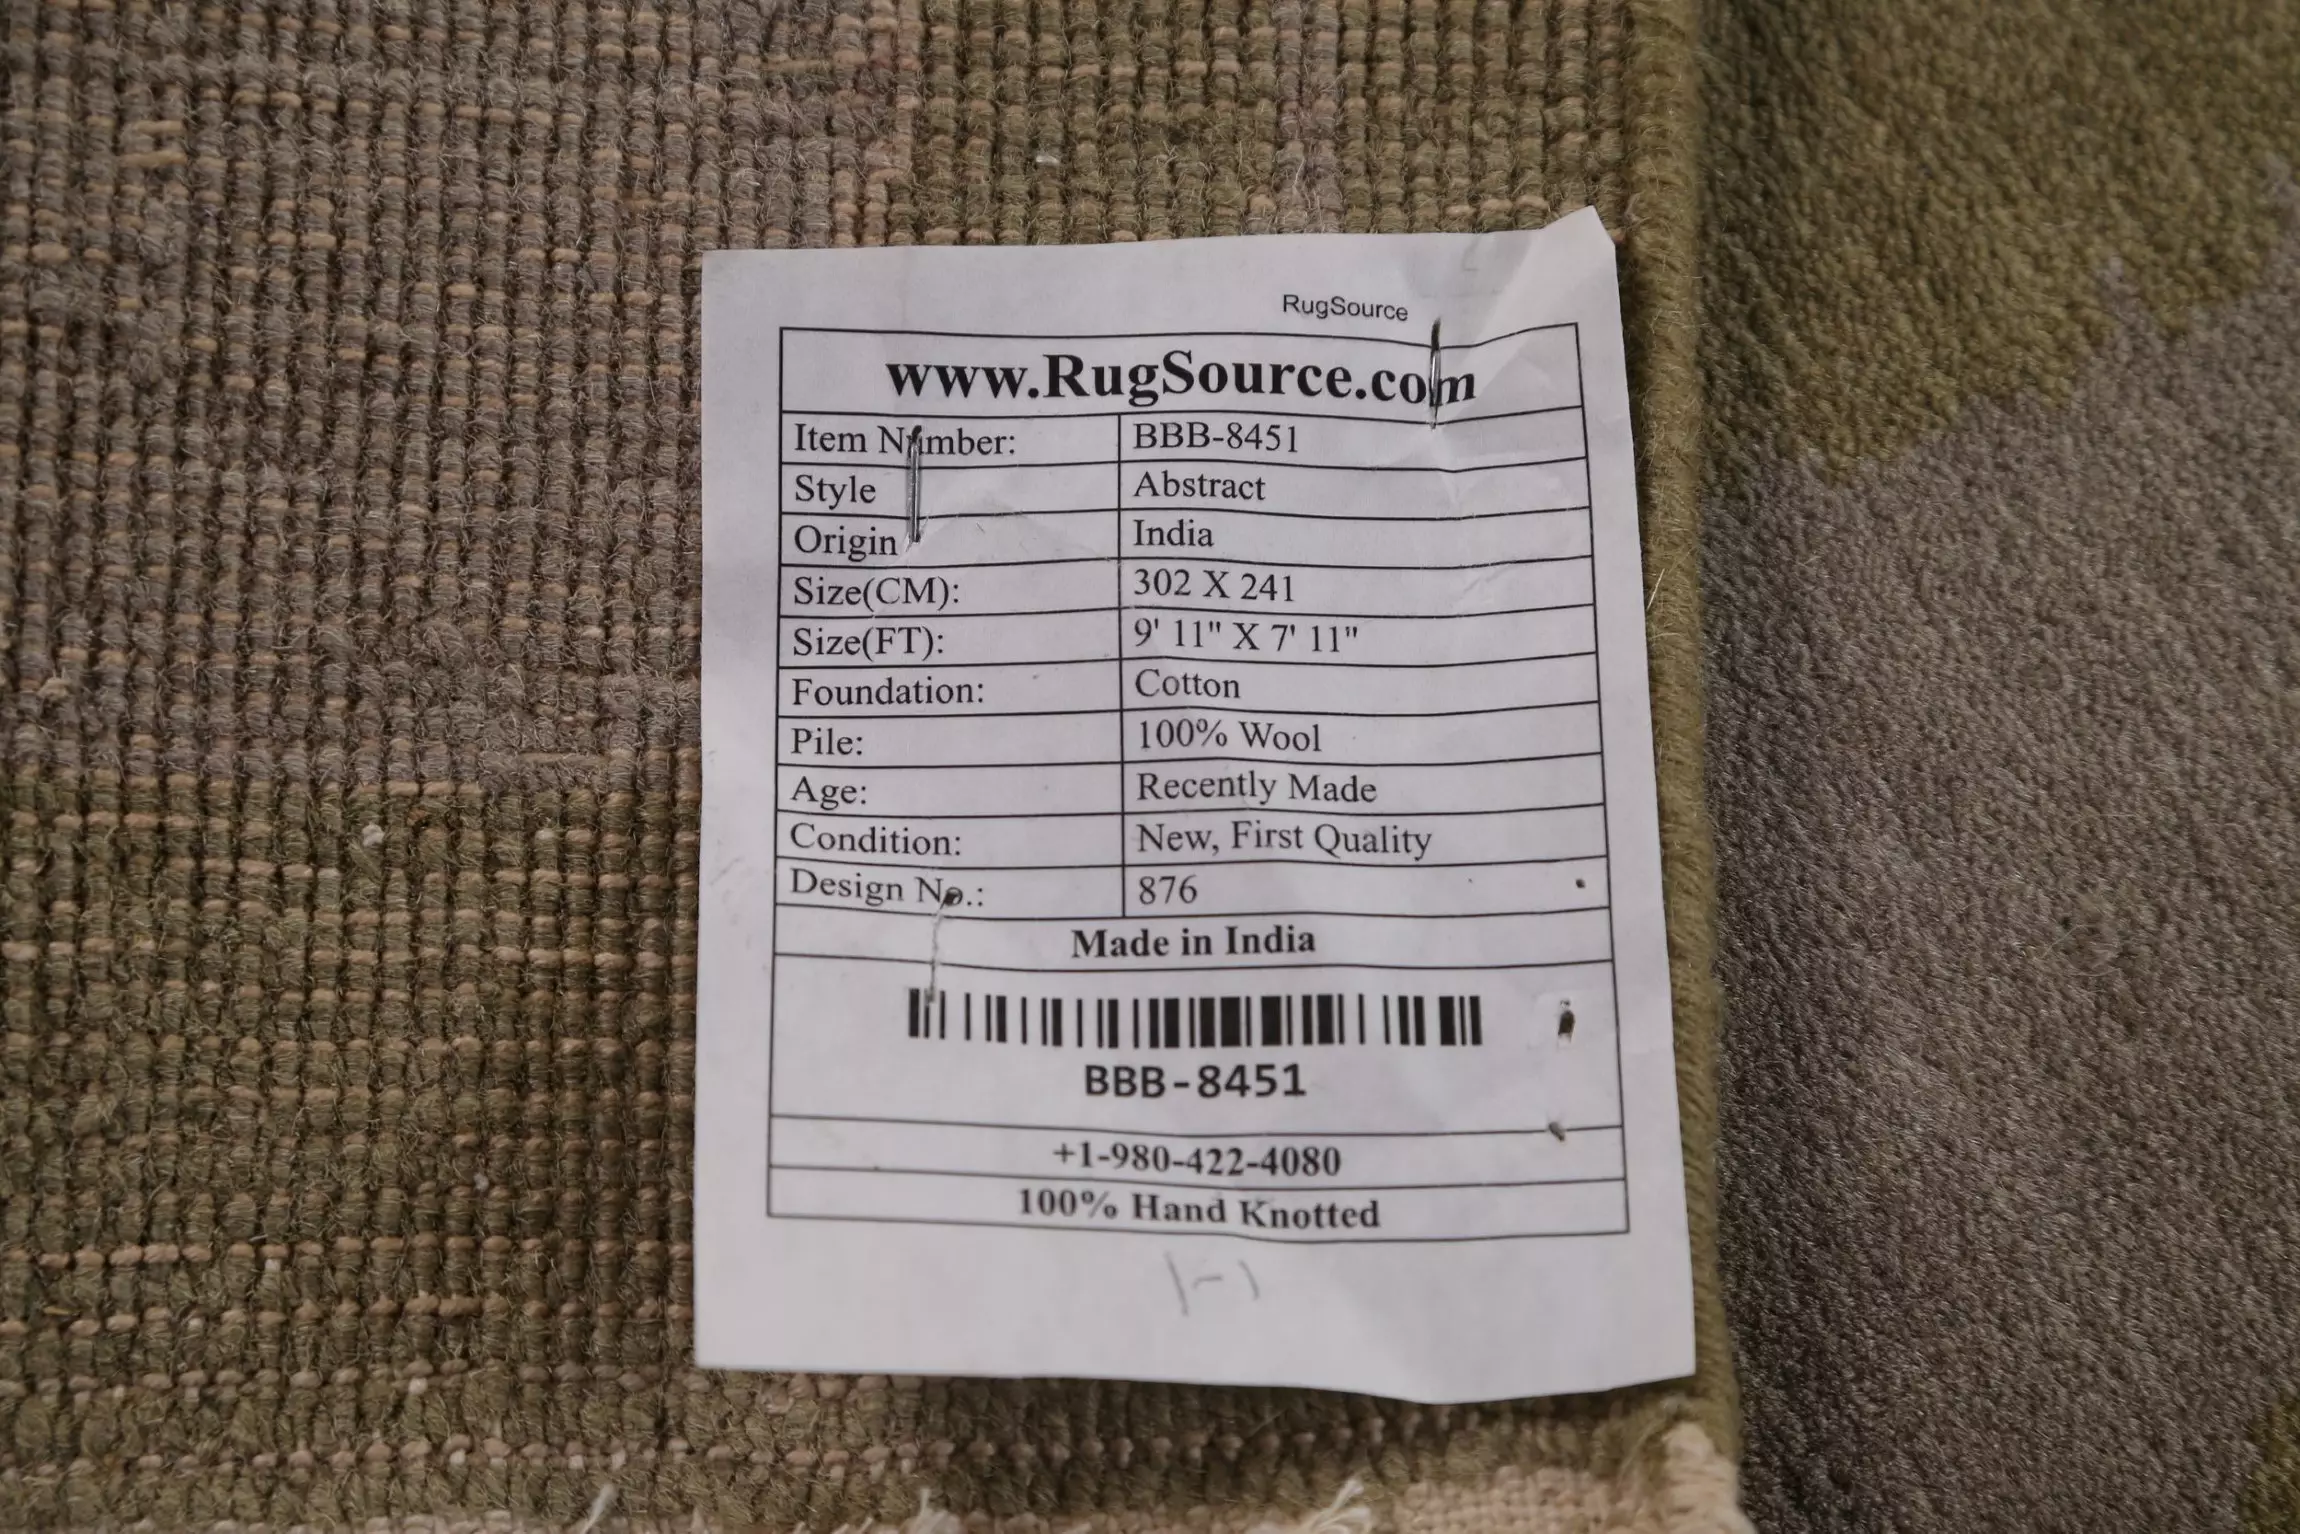 RugSource
www.RugSource.com
Item Number: BBB-8451
Style Abstract
Origin India
Size(CM): 302 X 241
Size(FT): 9' 11" X 7' 11"
Foundation: Cotton
Pile: 100% Wool
Age: Recently Made
Condition: New, First Quality
Design No.: 876
Made in India
BBB-8451
+1-980-422-4080
100% Hand Knotted
1-1